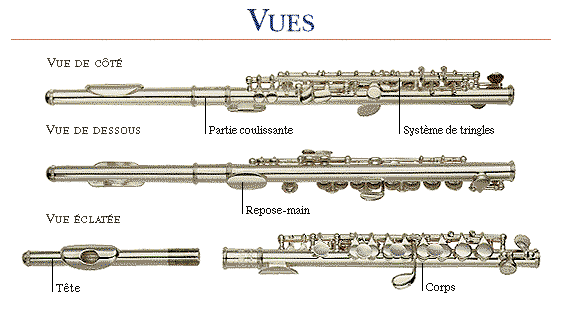 VUES
VUE DE CÔTÉ
Partie coulissante
Système de tringles
VUE DE DESSOUS
Repose-main
VUE ÉCLATÉE
Tête
Corps